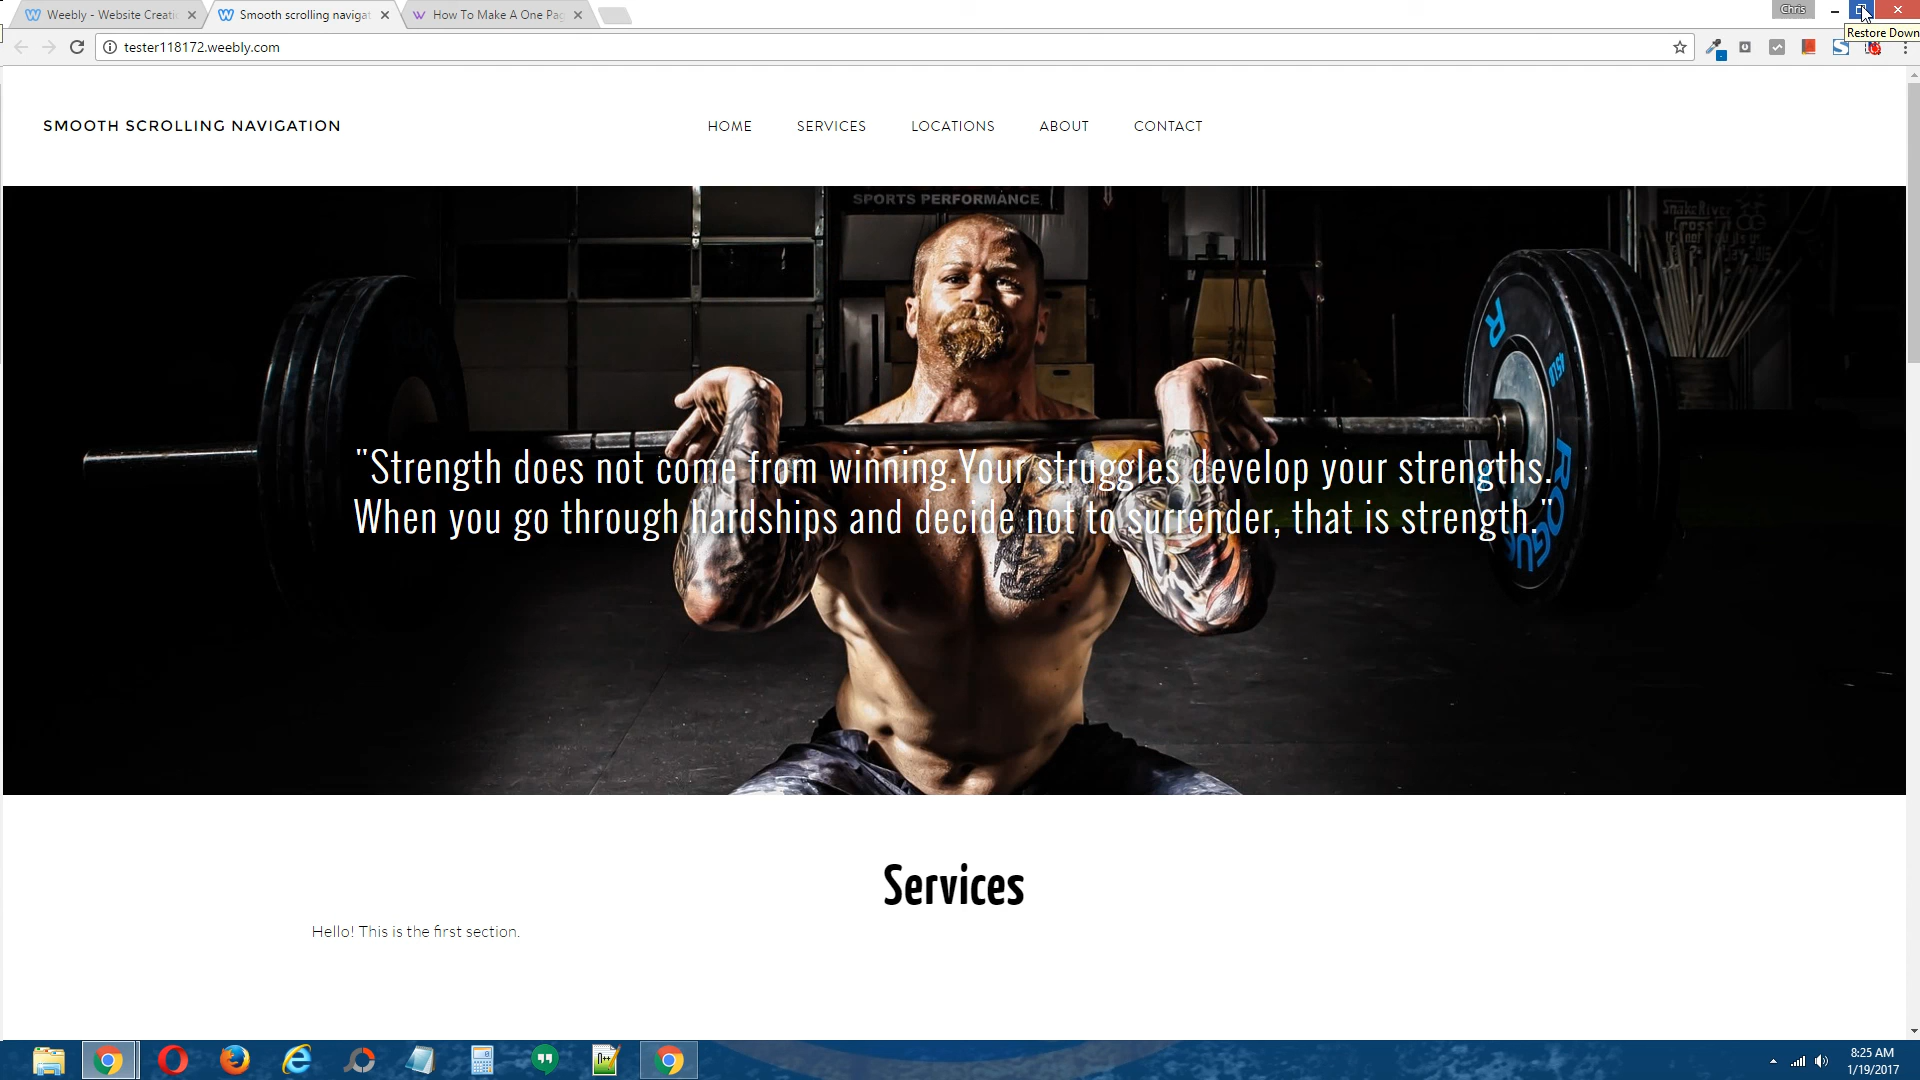 Weebly - Website Creati
Smooth scrolling navigat
How To Make A One Pag
Chris
Restore Down
tester118172.weebly.com
SMOOTH SCROLLING NAVIGATION
HOME
SERVICES
LOCATIONS
ABOUT
CONTACT
SPORTS PERFORMANCE
R
45LB
"Strength does not come from winning.Your struggles develop your strengths.
When you go through hardships and decide not to surrender, that is strength."
Services
Hello! This is the first section.
8:25 AM
1/19/2017